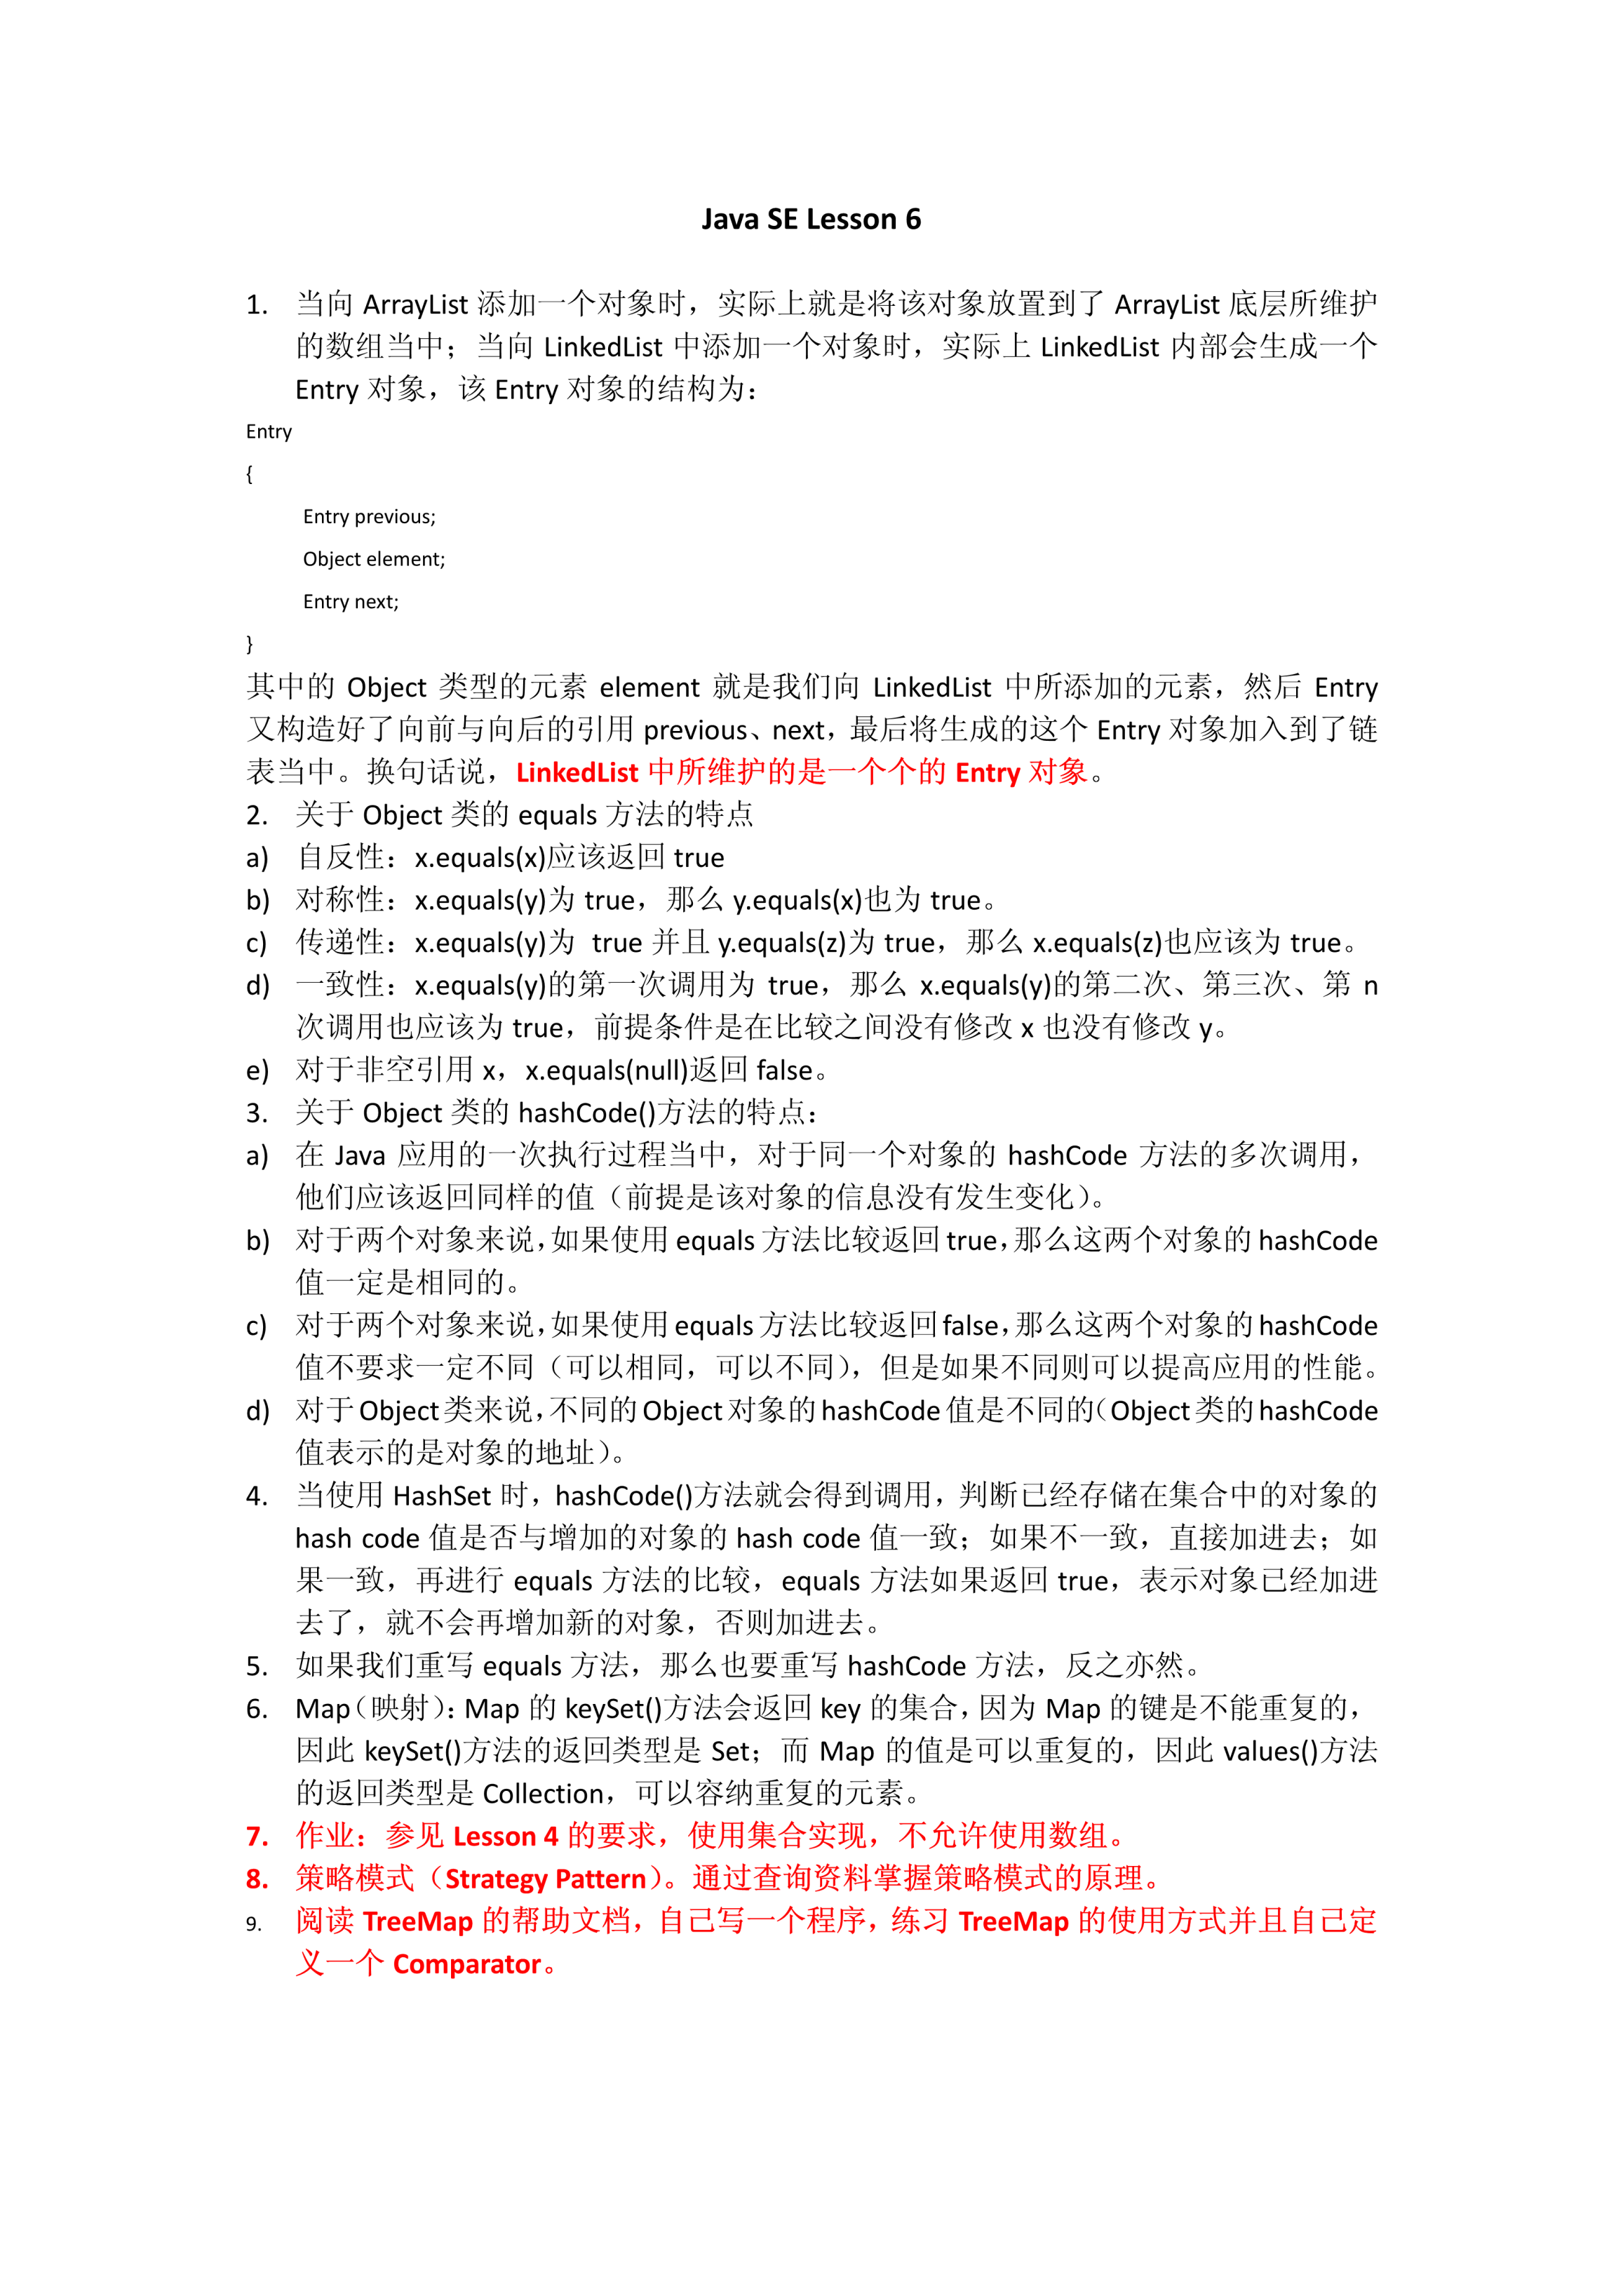 Java SE Lesson 6
1. 当向 ArrayList 添加一个对象时，实际上就是将该对象放置到了 ArrayList 底层所维护
的数组当中；当向 LinkedList 中添加一个对象时，实际上 LinkedList 内部会生成一个
Entry 对象，该 Entry 对象的结构为：
Entry
{
Entry previous;
Object element;
Entry next;
}
其中的 Object 类型的元素 element 就是我们向 LinkedList 中所添加的元素，然后 Entry
又构造好了向前与向后的引用 previous、next，最后将生成的这个 Entry 对象加入到了链
表当中。换句话说，LinkedList 中所维护的是一个个的 Entry 对象。
2. 关于 Object 类的 equals 方法的特点
a) 自反性：x.equals(x)应该返回 true
b) 对称性：x.equals(y)为 true，那么 y.equals(x)也为 true。
c) 传递性：x.equals(y)为 true 并且 y.equals(z)为 true，那么 x.equals(z)也应该为 true。
d) 一致性：x.equals(y)的第一次调用为 true，那么 x.equals(y)的第二次、第三次、第 n
次调用也应该为 true，前提条件是在比较之间没有修改 x 也没有修改 y。
e) 对于非空引用 x，x.equals(null)返回 false。
3. 关于 Object 类的 hashCode()方法的特点：
a) 在 Java 应用的一次执行过程当中，对于同一个对象的 hashCode 方法的多次调用，
他们应该返回同样的值（前提是该对象的信息没有发生变化）。
b) 对于两个对象来说，如果使用 equals 方法比较返回 true，那么这两个对象的 hashCode
值一定是相同的。
c) 对于两个对象来说，如果使用 equals 方法比较返回 false，那么这两个对象的 hashCode
值不要求一定不同（可以相同，可以不同），但是如果不同则可以提高应用的性能。
d) 对于 Object 类来说，不同的 Object 对象的 hashCode 值是不同的（Object 类的 hashCode
值表示的是对象的地址）。
4. 当使用 HashSet 时，hashCode()方法就会得到调用，判断已经存储在集合中的对象的
hash code 值是否与增加的对象的 hash code 值一致；如果不一致，直接加进去；如
果一致，再进行 equals 方法的比较，equals 方法如果返回 true，表示对象已经加进
去了，就不会再增加新的对象，否则加进去。
5. 如果我们重写 equals 方法，那么也要重写 hashCode 方法，反之亦然。
6. Map（映射）：Map 的 keySet()方法会返回 key 的集合，因为 Map 的键是不能重复的，
因此 keySet()方法的返回类型是 Set；而 Map 的值是可以重复的，因此 values()方法
的返回类型是 Collection，可以容纳重复的元素。
7. 作业：参见 Lesson 4 的要求，使用集合实现，不允许使用数组。
8. 策略模式（Strategy Pattern）。通过查询资料掌握策略模式的原理。
9. 阅读 TreeMap 的帮助文档，自己写一个程序，练习 TreeMap 的使用方式并且自己定
义一个 Comparator。